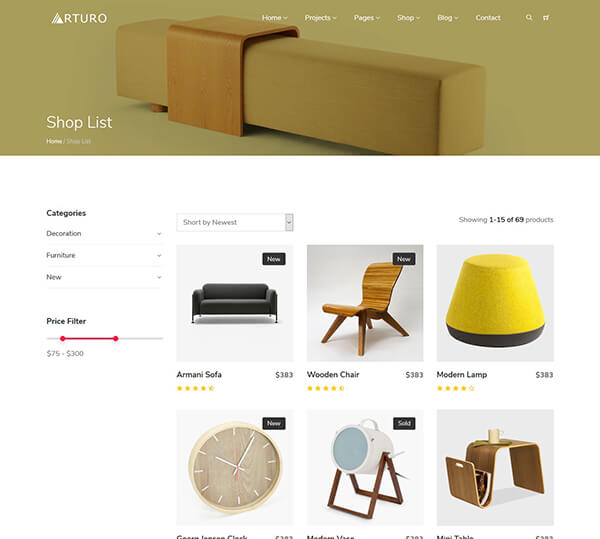 ARTURO
Home Projects Pages Shop Blog Contact
Shop List
Home / Shop List
Categories
Decoration
Furniture
New
Price Filter
$75 - $300
Short by Newest
Showing 1-15 of 69 products
New
Armani Sofa $383
New
Wooden Chair $383
Modern Lamp $383
New
Georg Jensen Clock $383
Sold
Modern Vase $383
Mini Table $383